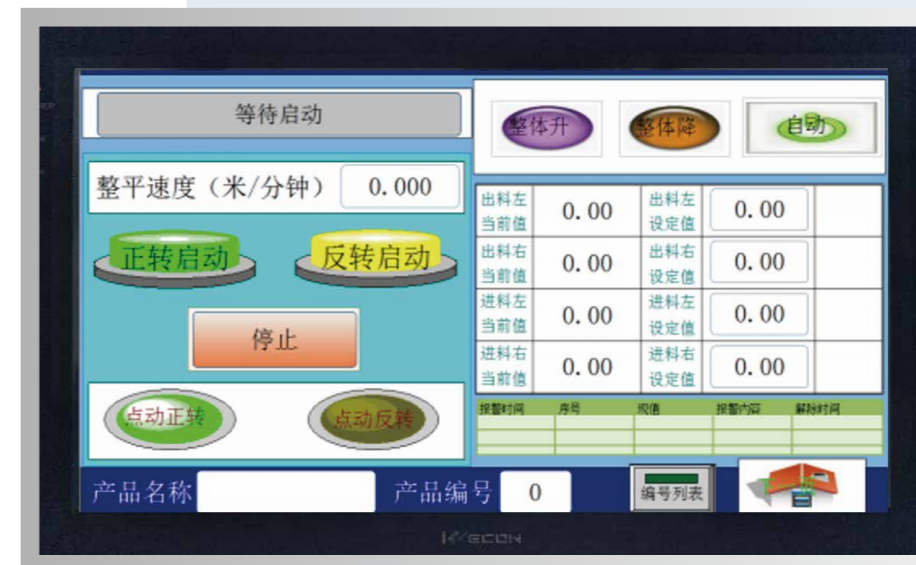 等待启动
整平速度（米/分钟） 0.000
正转启动 反转启动
停止
点动正转 点动反转
整体升 整体降 自动
出料左 出料左
当前值 0.00 设定值 0.00
出料右 出料右
当前值 0.00 设定值 0.00
进料左 进料左
当前值 0.00 设定值 0.00
进料右 进料右
当前值 0.00 设定值 0.00
报警时间 序号 现值 报警内容 解除时间
产品名称 产品编号 0 编号列表
WECON